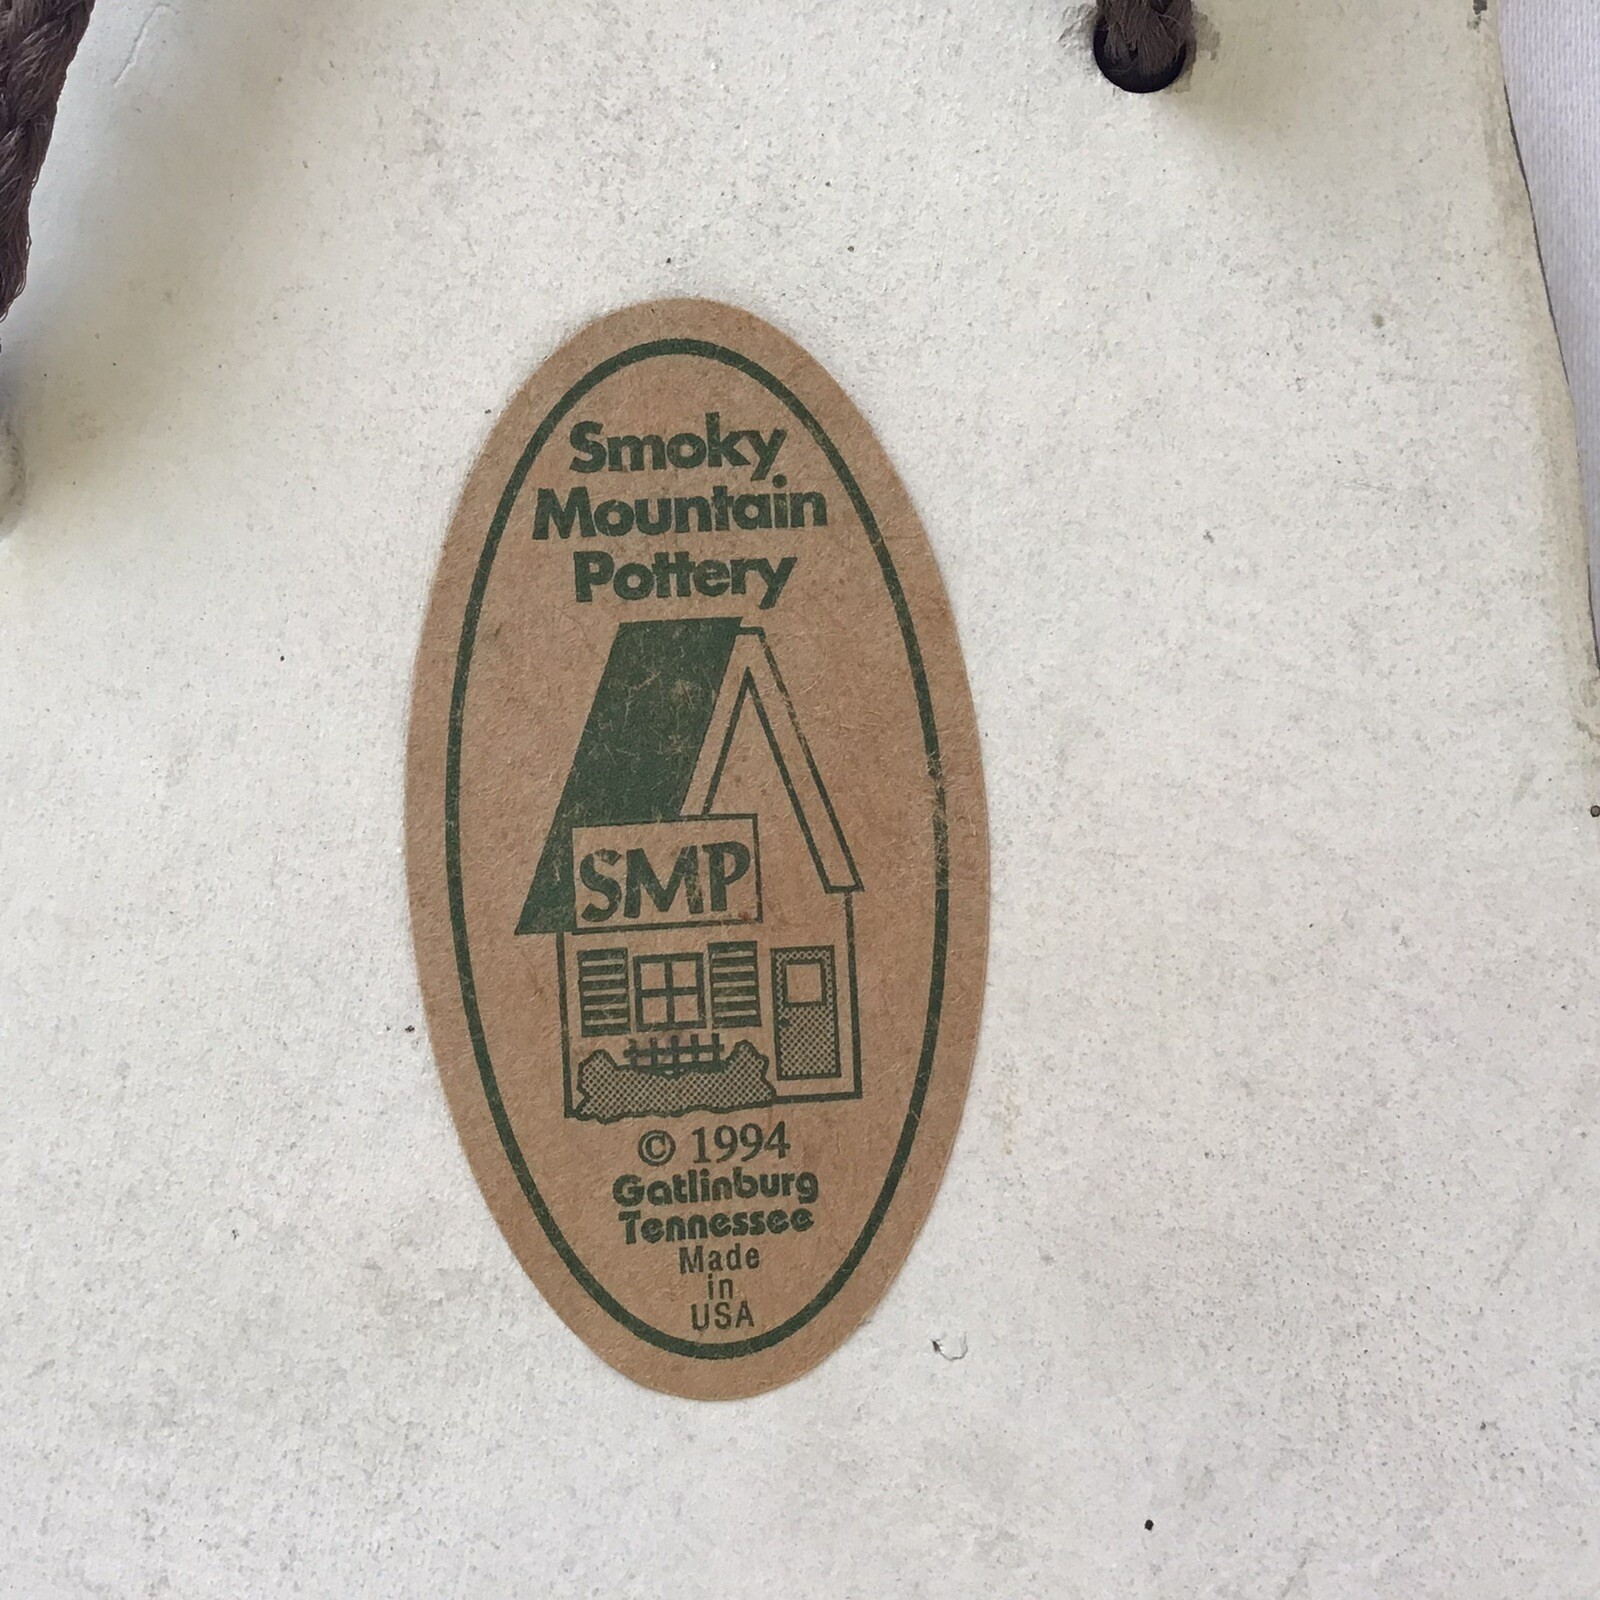 Smoky
Mountain
Pottery
SMP
© 1994
Gatlinburg
Tennessee
Made
in
USA